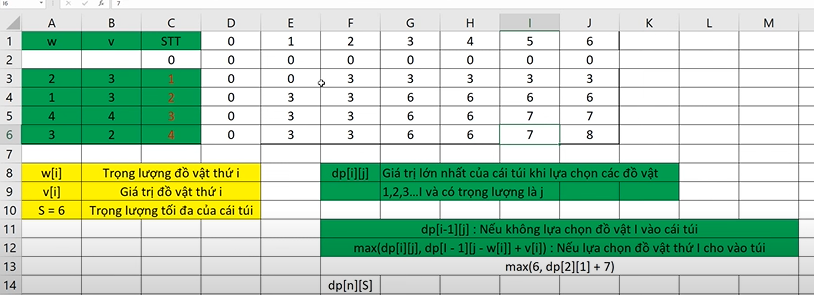 I6 7
A B C D E F G H I J K L M
1 w v STT 0 1 2 3 4 5 6
2 0 0 0 0 0 0 0 0
3 2 3 1 0 0 3 3 3 3 3
4 1 3 2 0 3 3 6 6 6 6
5 4 4 3 0 3 3 6 6 7 7
6 3 2 4 0 3 3 6 6 7 8
7
8 w[i] Trọng lượng đồ vật thứ i dp[i][j] Giá trị lớn nhất của cái túi khi lựa chọn các đồ vật
9 v[i] Giá trị đồ vật thứ i 1,2,3...I và có trọng lượng là j
10 S = 6 Trọng lượng tối đa của cái túi
11 dp[i-1][j] : Nếu không lựa chọn đồ vật I vào cái túi
12 max(dp[i][j], dp[I - 1][j - w[i]] + v[i]) : Nếu lựa chọn đồ vật thứ I cho vào túi
13 max(6, dp[2][1] + 7)
14 dp[n][S]